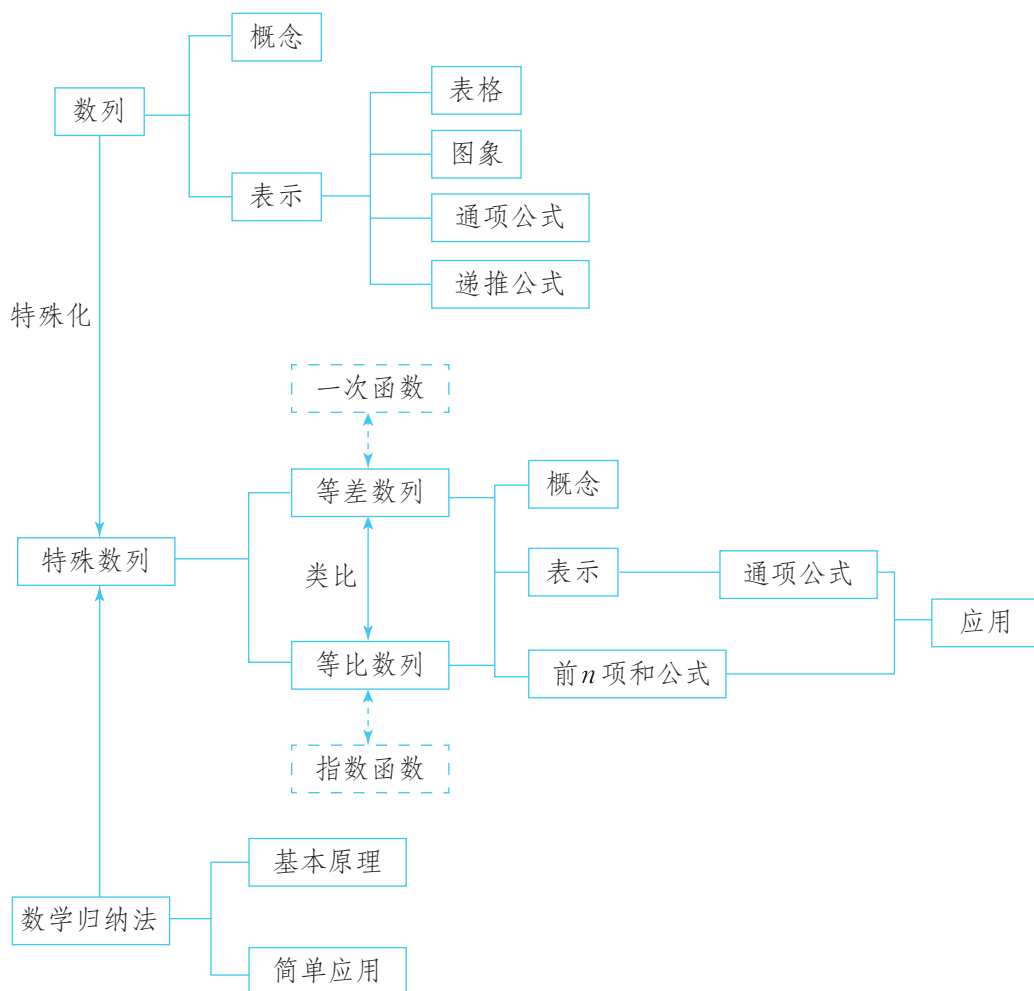 概念
数列
表格
图象
表示
通项公式
递推公式
特殊化
一次函数
等差数列
概念
特殊数列
类比
表示
通项公式
应用
等比数列
前n项和公式
指数函数
基本原理
数学归纳法
简单应用